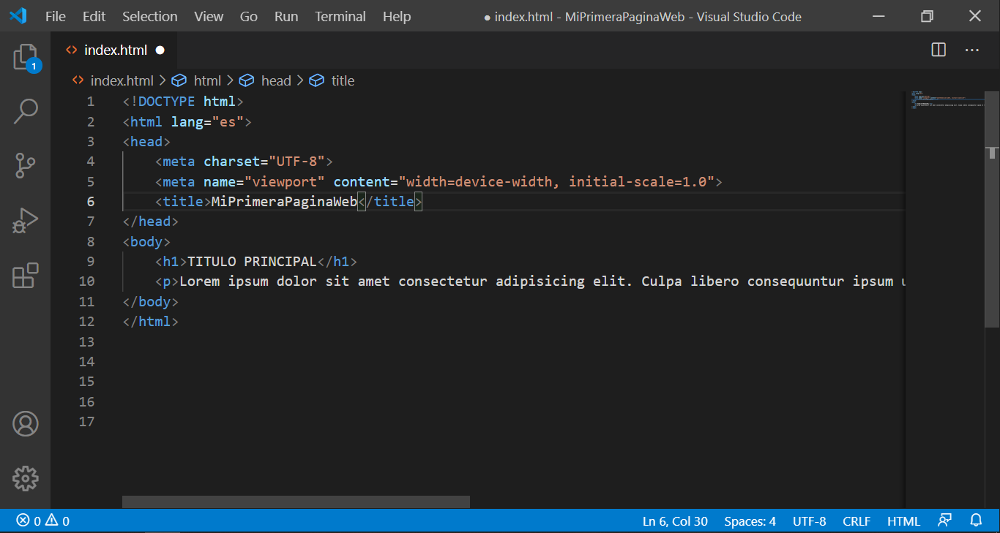 File Edit Selection View Go Run Terminal Help ● index.html - MiPrimeraPaginaWeb - Visual Studio Code
1
<> index.html ●
<> index.html > html > head > title
1 <!DOCTYPE html>
2 <html lang="es">
3 <head>
4     <meta charset="UTF-8">
5     <meta name="viewport" content="width=device-width, initial-scale=1.0">
6     <title>MiPrimeraPaginaWeb</title>
7 </head>
8 <body>
9     <h1>TITULO PRINCIPAL</h1>
10     <p>Lorem ipsum dolor sit amet consectetur adipisicing elit. Culpa libero consequuntur ipsum
11 </body>
12 </html>
13
14
15
16
17
0 0 Ln 6, Col 30 Spaces: 4 UTF-8 CRLF HTML